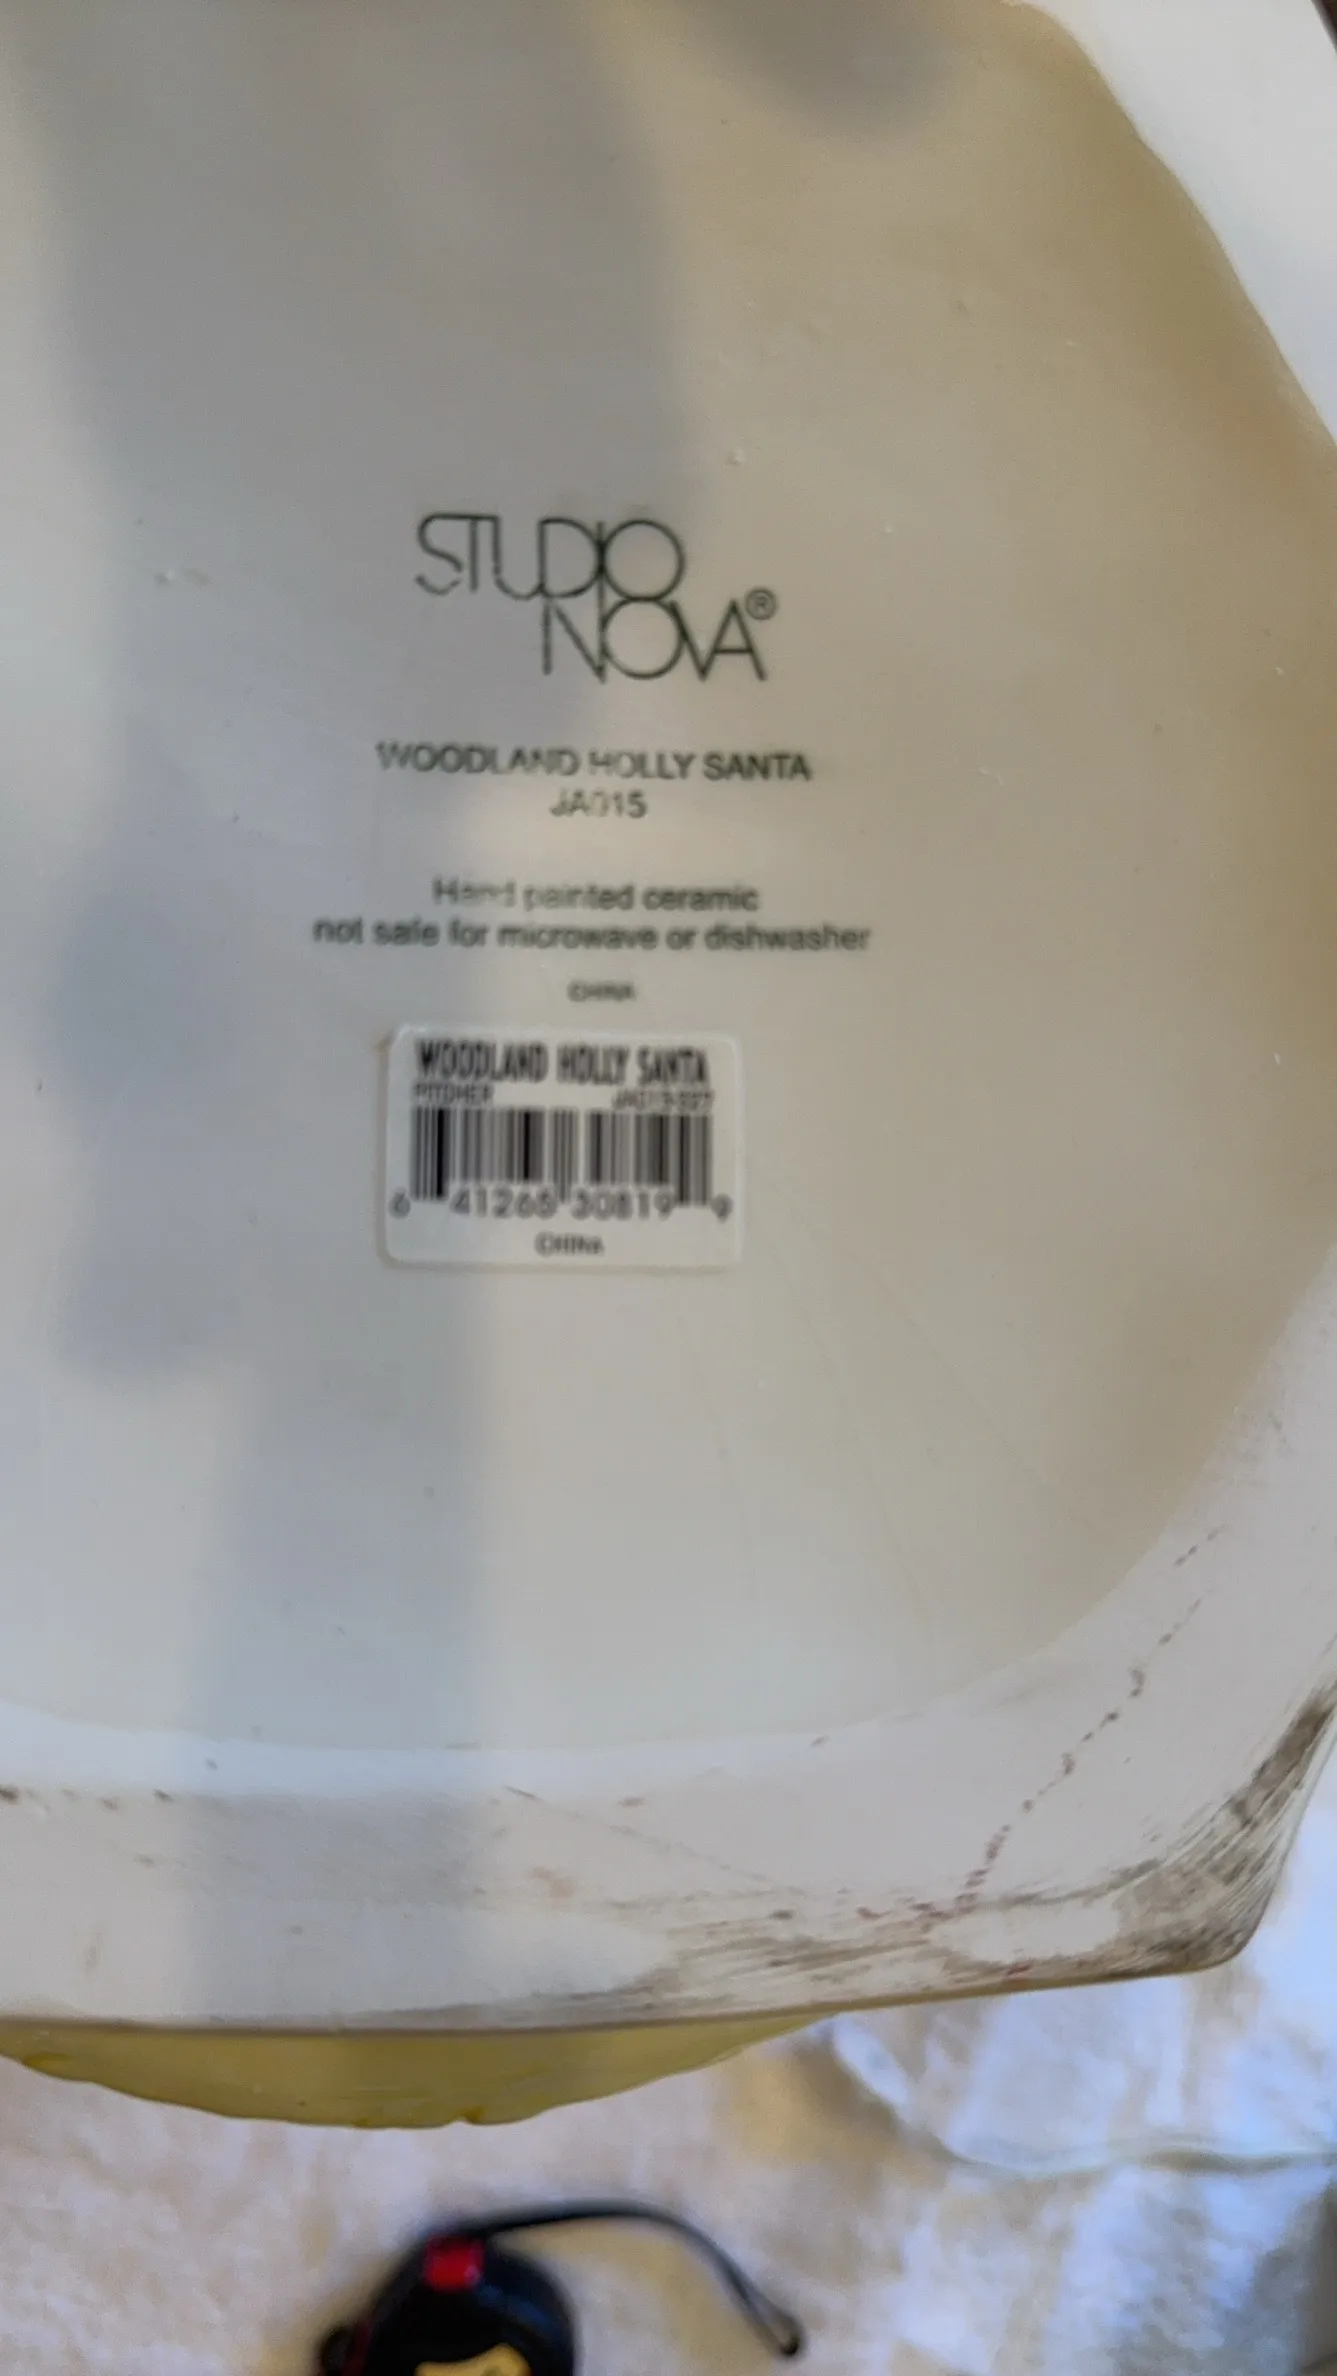 STUDIO
NOVA®
WOODLAND HOLLY SANTA
JA015
Hand painted ceramic
not safe for microwave or dishwasher
CHINA
WOODLAND HOLLY SANTA
PITCHER
6 41265 30819 9
CHINA